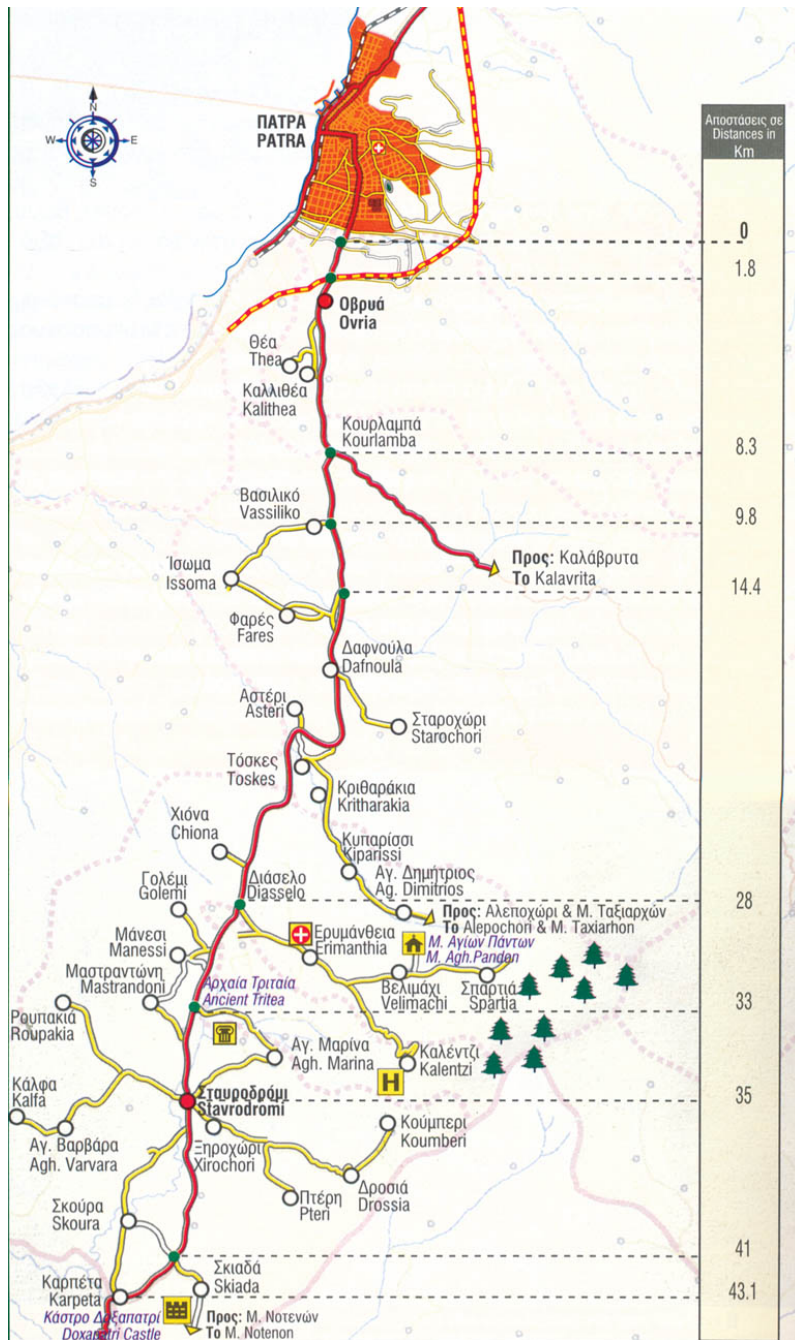 N
W
E
S
ΠΑΤΡΑ
PATRA
Αποστάσεις σε
Distances in
Km
0
1.8
Οβρυά
Ovria
Θέα
Thea
Καλλιθέα
Kalithea
Κουρλαμπά
Kourlamba
8.3
Βασιλικό
Vassiliko
9.8
Προς: Καλάβρυτα
To Kalavrita
Ίσωμα
Issoma
14.4
Φαρές
Fares
Δαφνούλα
Dafnoula
Αστέρι
Asteri
Σταροχώρι
Starochori
Τόσκες
Toskes
Κριθαράκια
Kritharakia
Χιόνα
Chiona
Κυπαρίσσι
Kiparissi
Αγ. Δημήτριος
Ag. Dimitrios
Γολέμι
Golemi
Διάσελο
Diasselo
28
Προς: Αλεποχώρι & Μ. Ταξιαρχών
To Alepochori & M. Taxiarhon
Μάνεσι
Manessi
Ερυμάνθεια
Erimanthia
Μ. Αγίων Πάντων
M. Agh.Panden
Μαστραντώνη
Mastrandoni
Αρχαία Τριταία
Ancient Tritea
Βελιμάχι
Velimachi
Σπαρτιά
Spartia
33
Ρουπακιά
Roupakia
Αγ. Μαρίνα
Agh. Marina
Καλέντζι
Kalentzi
H
Κάλφα
Kalfa
Σταυροδρόμι
Stavrodromi
35
Αγ. Βαρβάρα
Agh. Varvara
Ξηροχώρι
Xirochori
Κούμπερι
Koumberi
Πτέρη
Pteri
Δροσιά
Drossia
Σκούρα
Skoura
41
Σκιαδά
Skiada
Καρπέτα
Karpeta
43.1
Κάστρο Δοξαπατρί
Doxapatri Castle
Προς: Μ. Νοτενών
To M. Notenon